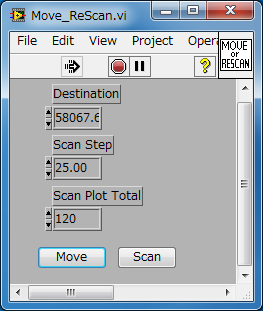 Move_ReScan.vi
File Edit View Project Opera
MOVE
or
RESCAN
?
Destination
58067.6
Scan Step
25.00
Scan Plot Total
120
Move Scan